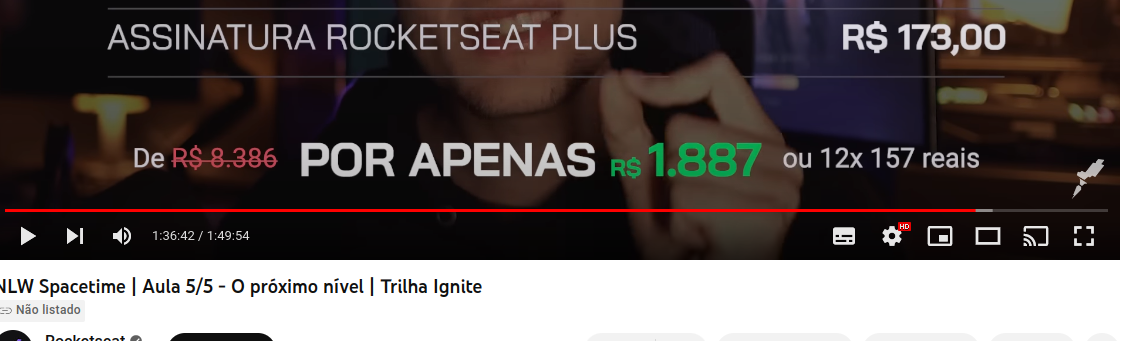 ASSINATURA ROCKETSEAT PLUS R$ 173,00
De R$ 8.386 POR APENAS R$ 1.887 ou 12x 157 reais
HD
1:36:42 / 1:49:54
NLW Spacetime | Aula 5/5 - O próximo nível | Trilha Ignite
Não listado
Rocketseat